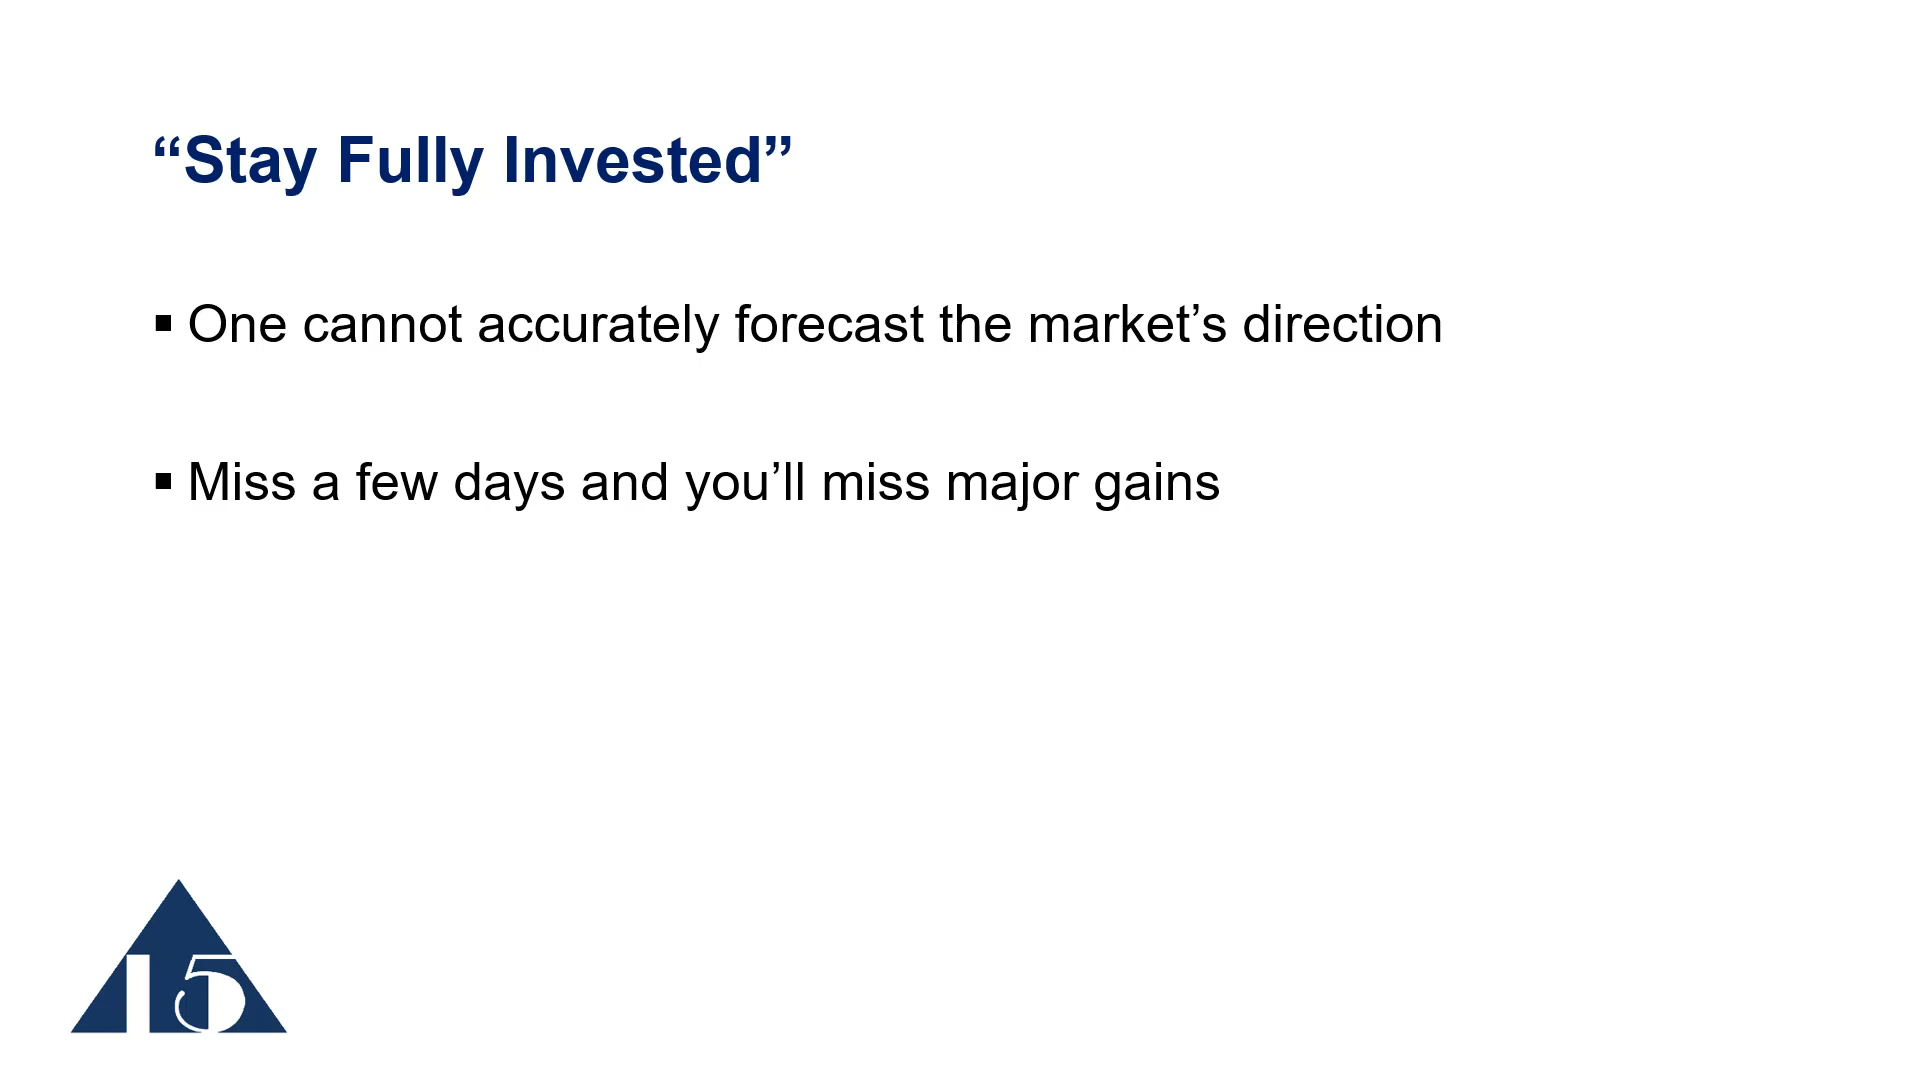 “Stay Fully Invested”
▪ One cannot accurately forecast the market’s direction
▪ Miss a few days and you’ll miss major gains
15